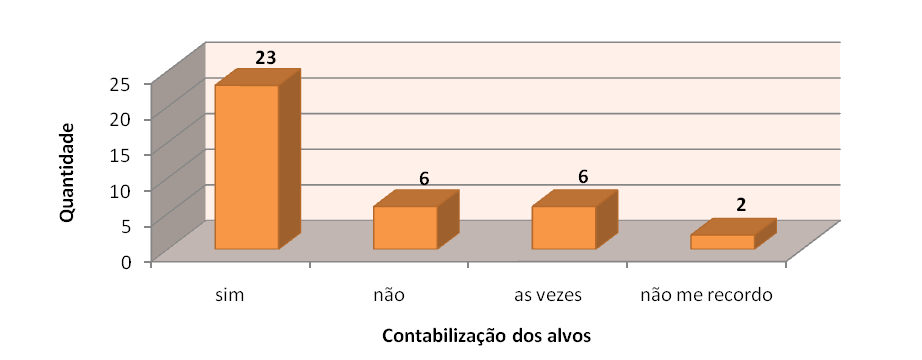 23
25
20
15
10
5
0
6
6
2
Quantidade
sim
não
as vezes
não me recordo
Contabilização dos alvos